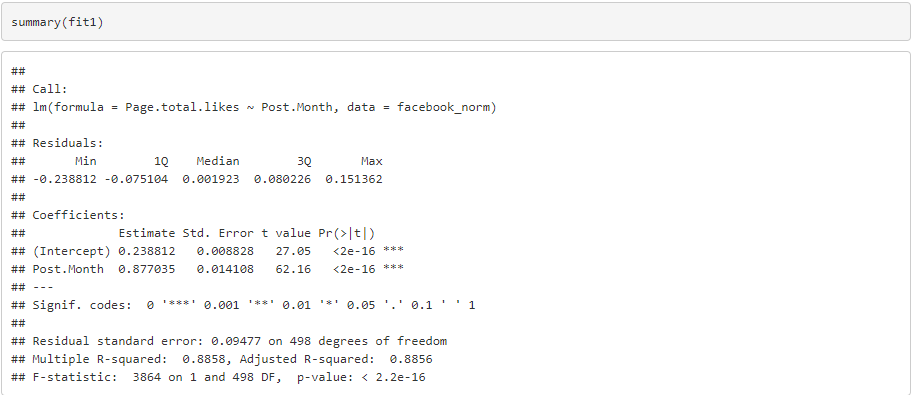 summary(fit1)
##
## Call:
## lm(formula = Page.total.likes ~ Post.Month, data = facebook_norm)
##
## Residuals:
##       Min        1Q    Median        3Q       Max
## -0.238812 -0.075104  0.001923  0.080226  0.151362
##
## Coefficients:
##             Estimate Std. Error t value Pr(>|t|)
## (Intercept) 0.238812   0.008828   27.05   <2e-16 ***
## Post.Month  0.877035   0.014108   62.16   <2e-16 ***
## ---
## Signif. codes:  0 '***' 0.001 '**' 0.01 '*' 0.05 '.' 0.1 ' ' 1
##
## Residual standard error: 0.09477 on 498 degrees of freedom
## Multiple R-squared:  0.8858, Adjusted R-squared:  0.8856
## F-statistic:  3864 on 1 and 498 DF,  p-value: < 2.2e-16